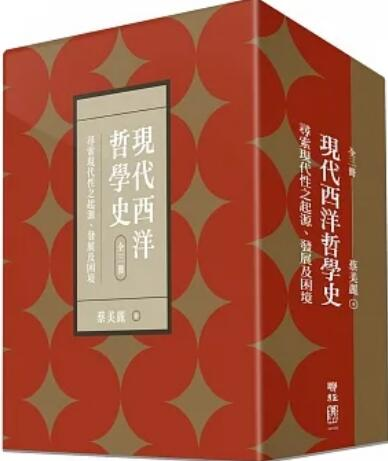 現代西洋
哲學史
全三冊
尋索現代性之起源、發展及困境
蔡美麗 著
全三冊
現代西洋哲學史
尋索現代性之起源、發展及困境
蔡美麗 著
聯經